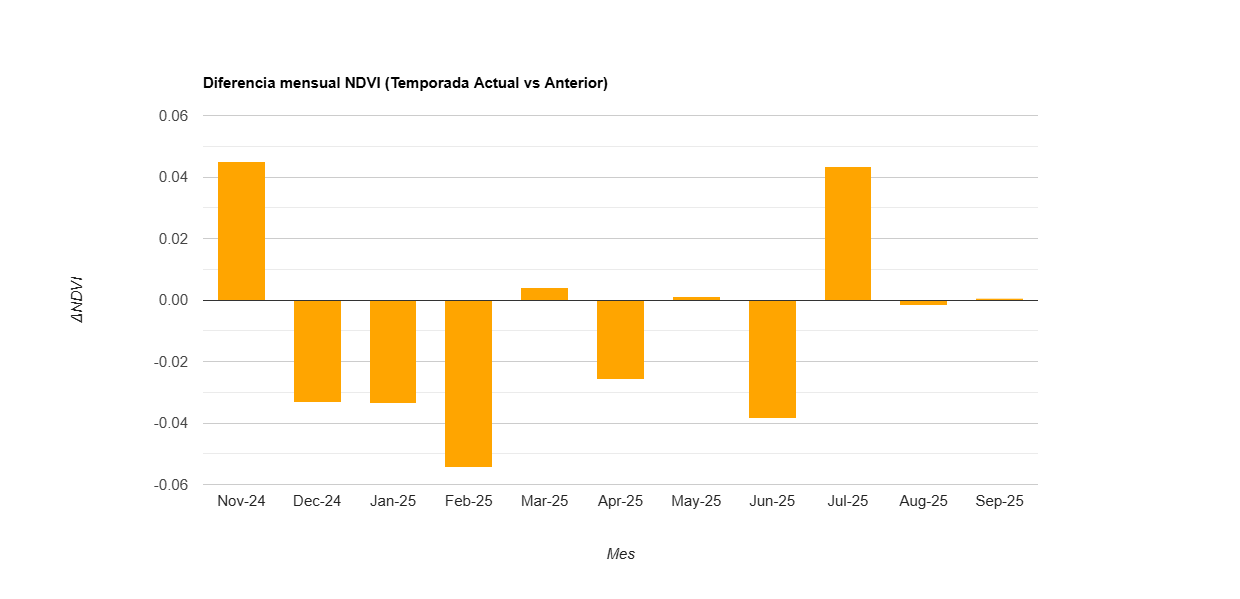 Diferencia mensual NDVI (Temporada Actual vs Anterior)
0.06
0.04
0.02
0.00
-0.02
-0.04
-0.06
ΔNDVI
Nov-24 Dec-24 Jan-25 Feb-25 Mar-25 Apr-25 May-25 Jun-25 Jul-25 Aug-25 Sep-25
Mes